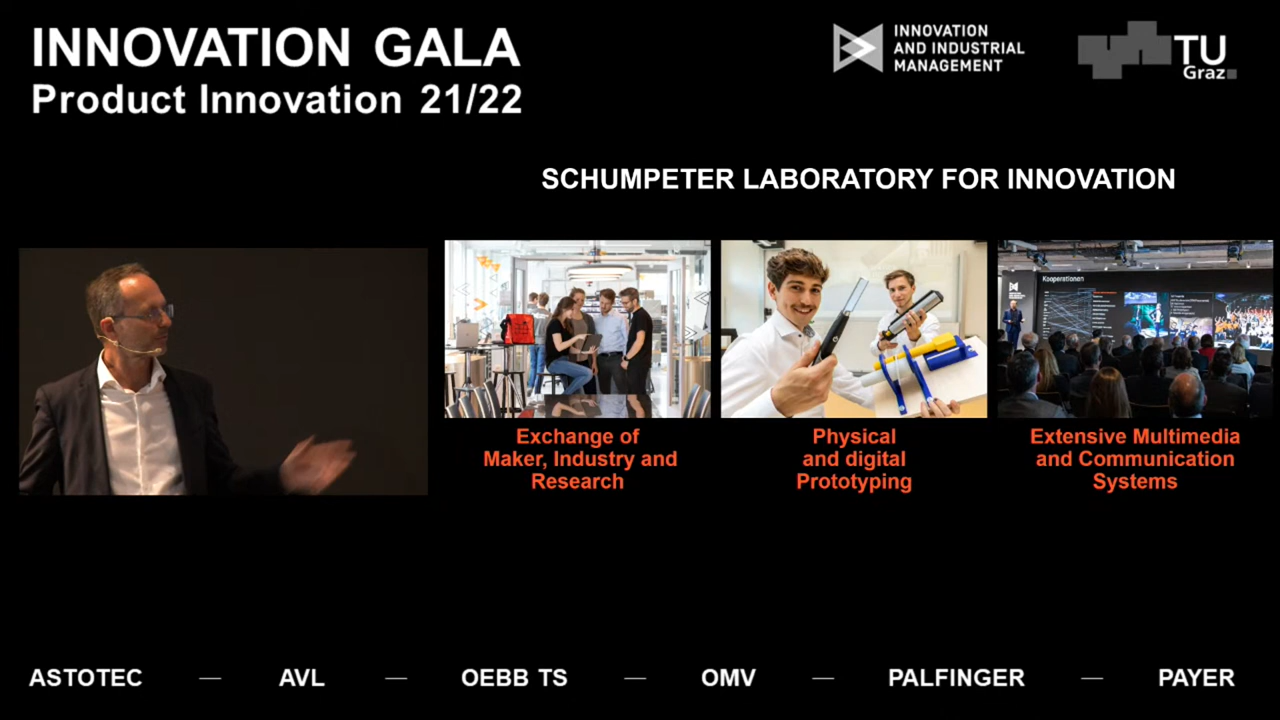 INNOVATION GALA
Product Innovation 21/22
INNOVATION
AND INDUSTRIAL
MANAGEMENT
TU
Graz
SCHUMPETER LABORATORY FOR INNOVATION
Kooperationen
Exchange of
Maker, Industry and
Research
Physical
and digital
Prototyping
Extensive Multimedia
and Communication
Systems
ASTOTEC — AVL — OEBB TS — OMV — PALFINGER — PAYER